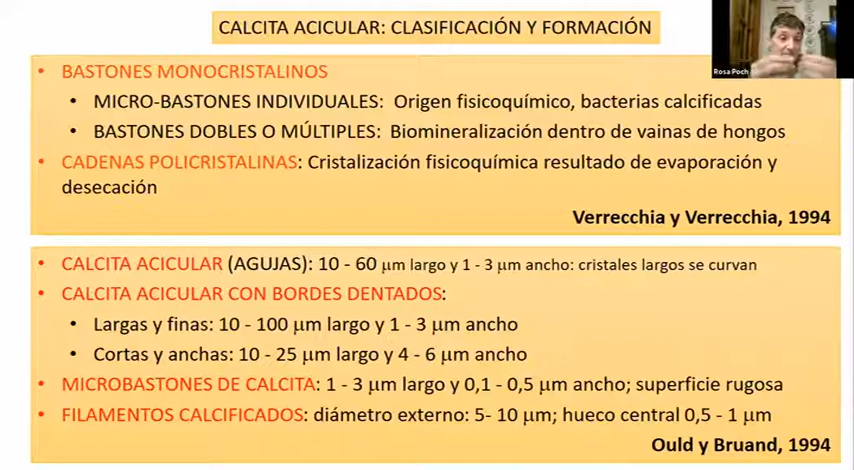 CALCITA ACICULAR: CLASIFICACIÓN Y FORMACIÓN
Rosa Poch
• BASTONES MONOCRISTALINOS
• MICRO-BASTONES INDIVIDUALES: Origen fisicoquímico, bacterias calcificadas
• BASTONES DOBLES O MÚLTIPLES: Biomineralización dentro de vainas de hongos
• CADENAS POLICRISTALINAS: Cristalización fisicoquímica resultado de evaporación y
desecación
Verrecchia y Verrecchia, 1994
• CALCITA ACICULAR (AGUJAS): 10 - 60 μm largo y 1 - 3 μm ancho: cristales largos se curvan
• CALCITA ACICULAR CON BORDES DENTADOS:
• Largas y finas: 10 - 100 μm largo y 1 - 3 μm ancho
• Cortas y anchas: 10 - 25 μm largo y 4 - 6 μm ancho
• MICROBASTONES DE CALCITA: 1 - 3 μm largo y 0,1 - 0,5 μm ancho; superficie rugosa
• FILAMENTOS CALCIFICADOS: diámetro externo: 5- 10 μm; hueco central 0,5 - 1 μm
Ould y Bruand, 1994